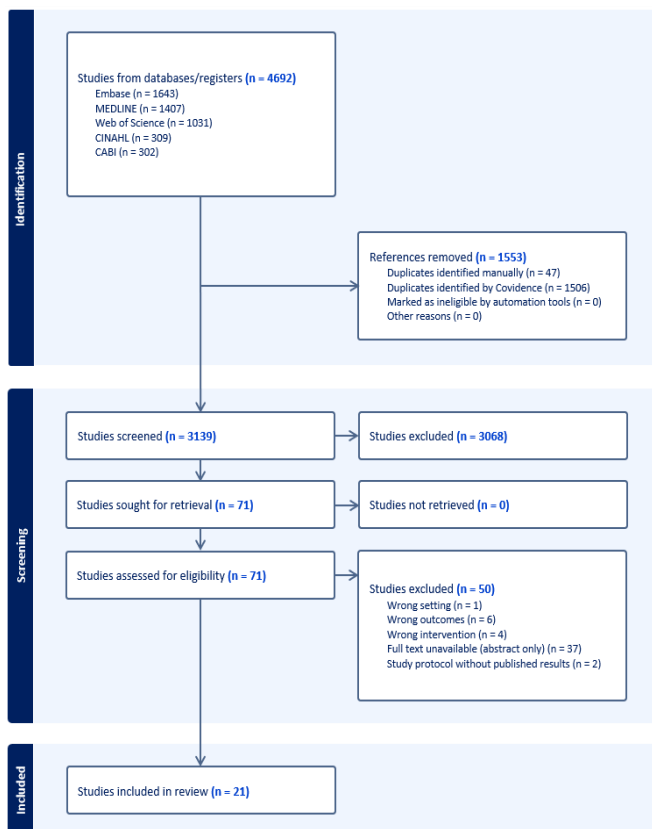 Identification
Studies from databases/registers (n = 4692)
Embase (n = 1643)
MEDLINE (n = 1407)
Web of Science (n = 1031)
CINAHL (n = 309)
CABI (n = 302)
References removed (n = 1553)
Duplicates identified manually (n = 47)
Duplicates identified by Covidence (n = 1506)
Marked as ineligible by automation tools (n = 0)
Other reasons (n = 0)
Screening
Studies screened (n = 3139)
Studies excluded (n = 3068)
Studies sought for retrieval (n = 71)
Studies not retrieved (n = 0)
Studies assessed for eligibility (n = 71)
Studies excluded (n = 50)
Wrong setting (n = 1)
Wrong outcomes (n = 6)
Wrong intervention (n = 4)
Full text unavailable (abstract only) (n = 37)
Study protocol without published results (n = 2)
Included
Studies included in review (n = 21)